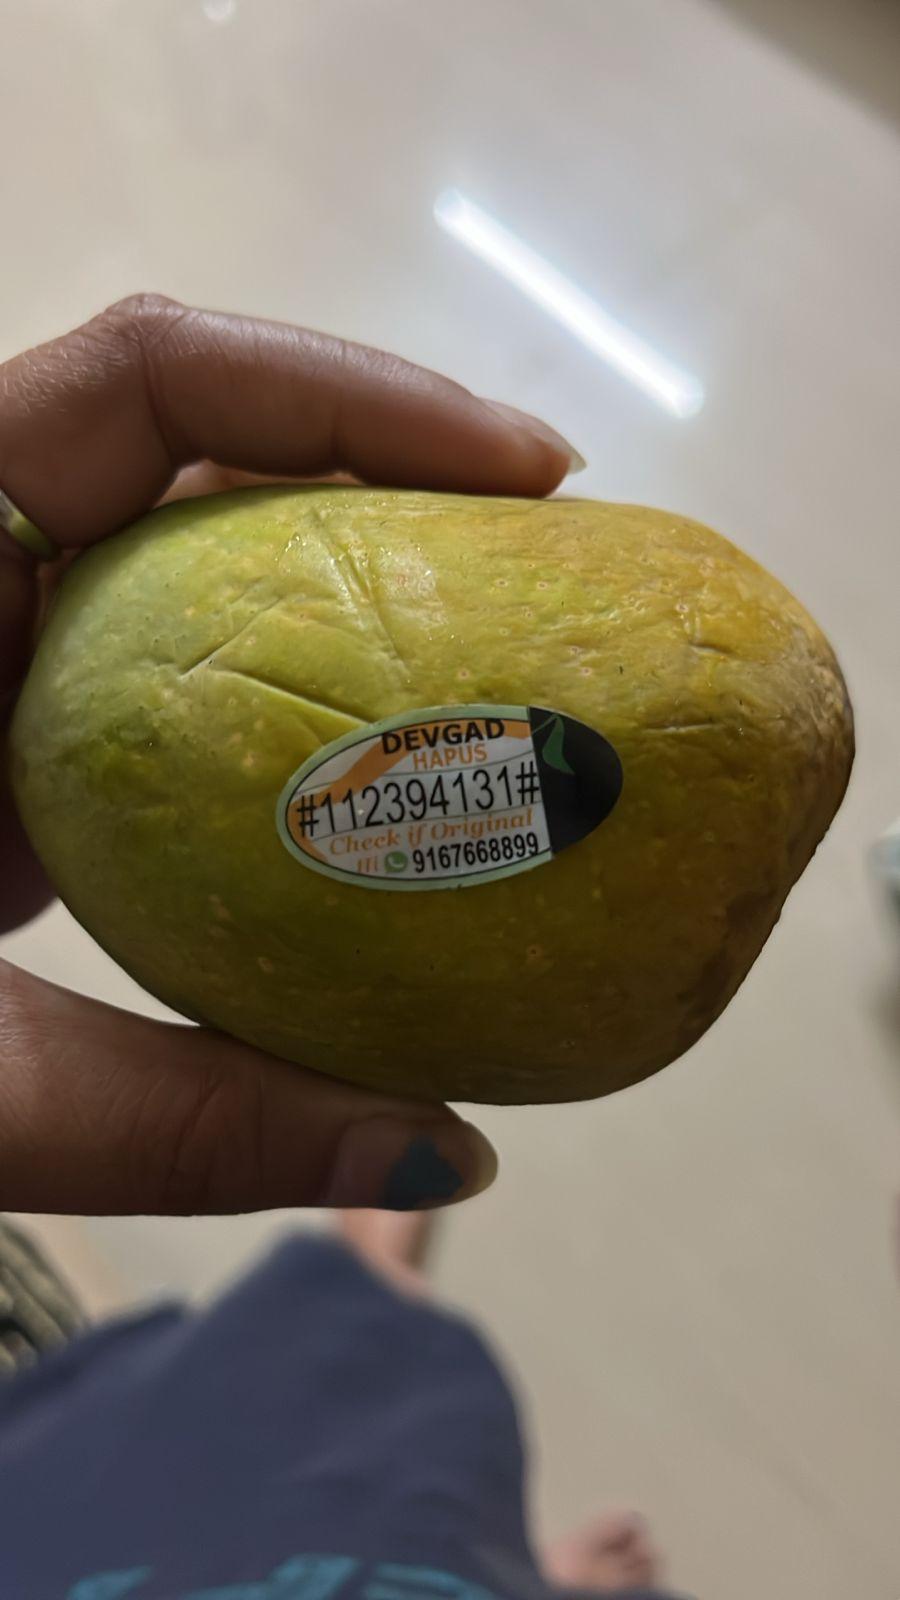 DEVGAD
HAPUS
#112394131#
Check if Original
Hi 9167668899